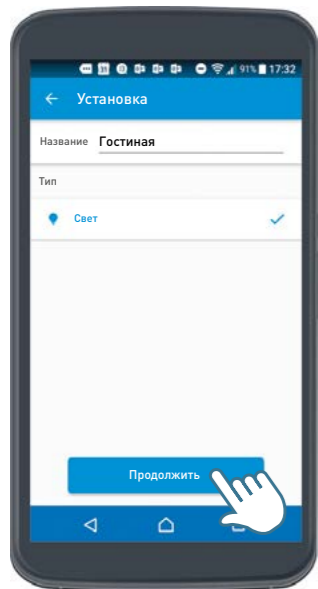 91% 17:32
Установка
Название Гостиная
Тип
Свет
Продолжить